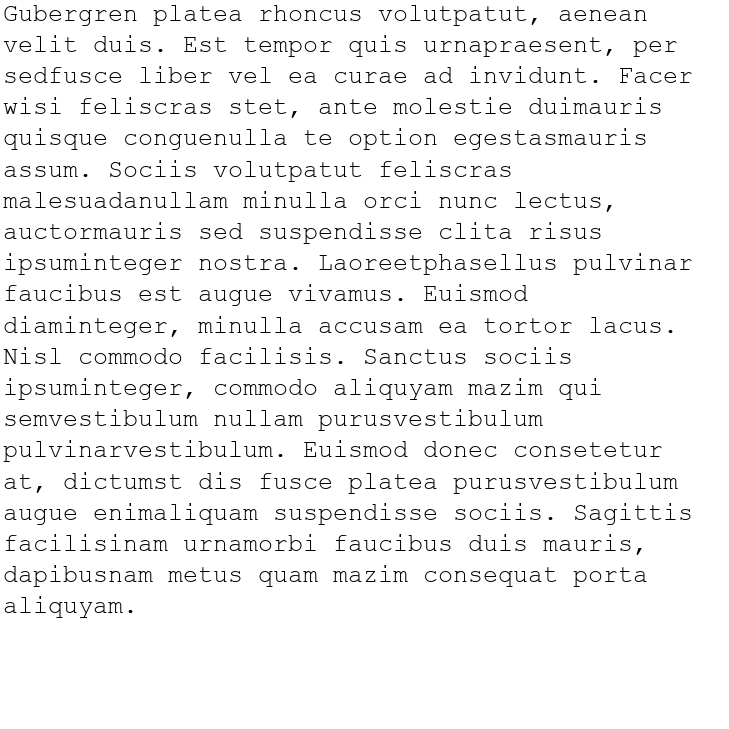 Gubergren platea rhoncus volutpatut, aenean
velit duis. Est tempor quis urnapraesent, per
sedfusce liber vel ea curae ad invidunt. Facer
wisi feliscras stet, ante molestie duimauris
quisque conguenulla te option egestasmauris
assum. Sociis volutpatut feliscras
malesuadanullam minulla orci nunc lectus,
auctormauris sed suspendisse clita risus
ipsuminteger nostra. Laoreetphasellus pulvinar
faucibus est augue vivamus. Euismod
diaminteger, minulla accusam ea tortor lacus.
Nisl commodo facilisis. Sanctus sociis
ipsuminteger, commodo aliquyam mazim qui
semvestibulum nullam purusvestibulum
pulvinarvestibulum. Euismod donec consetetur
at, dictumst dis fusce platea purusvestibulum
augue enimaliquam suspendisse sociis. Sagittis
facilisinam urnamorbi faucibus duis mauris,
dapibusnam metus quam mazim consequat porta
aliquyam.